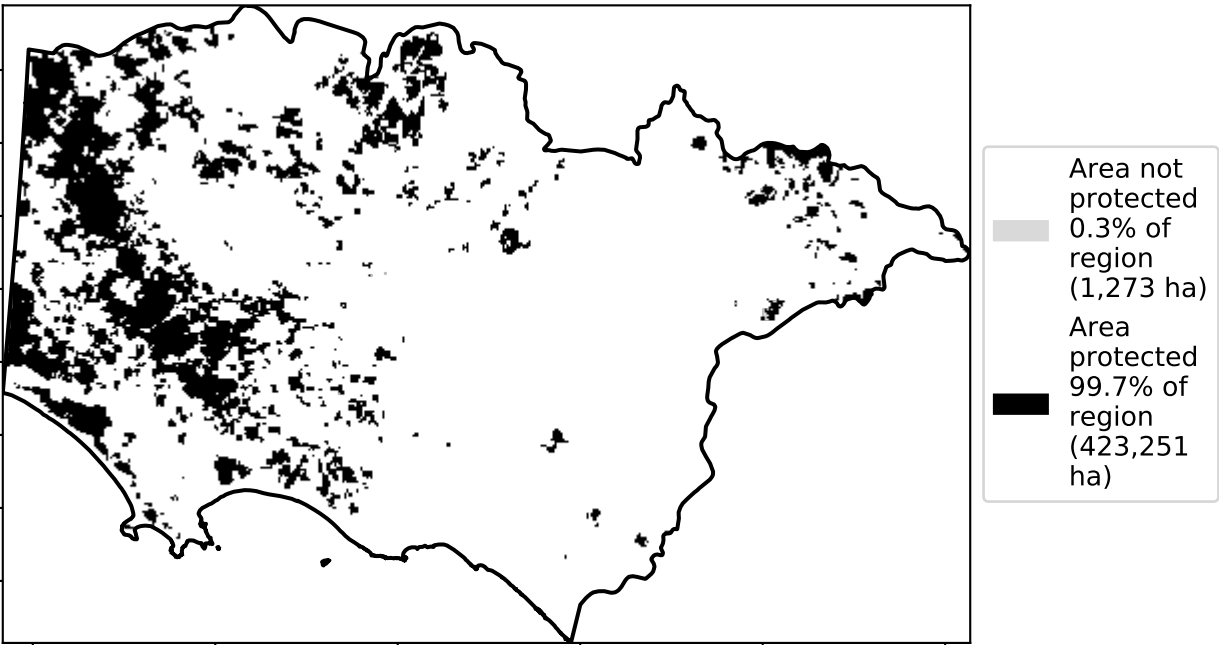 Area not
protected
0.3% of
region
(1,273 ha)
Area
protected
99.7% of
region
(423,251
ha)